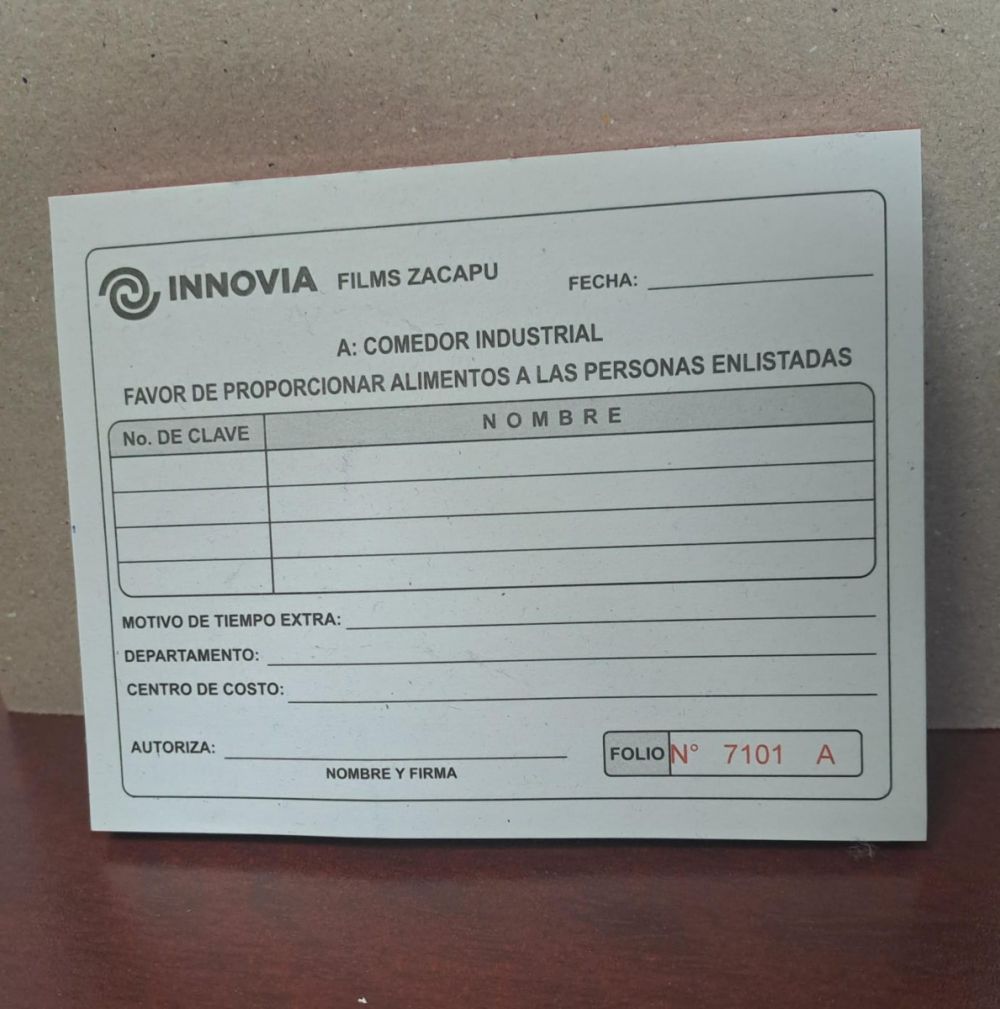 INNOVIA FILMS ZACAPU FECHA:
A: COMEDOR INDUSTRIAL
FAVOR DE PROPORCIONAR ALIMENTOS A LAS PERSONAS ENLISTADAS
No. DE CLAVE NOMBRE
MOTIVO DE TIEMPO EXTRA:
DEPARTAMENTO:
CENTRO DE COSTO:
AUTORIZA:
NOMBRE Y FIRMA
FOLIO N° 7101 A